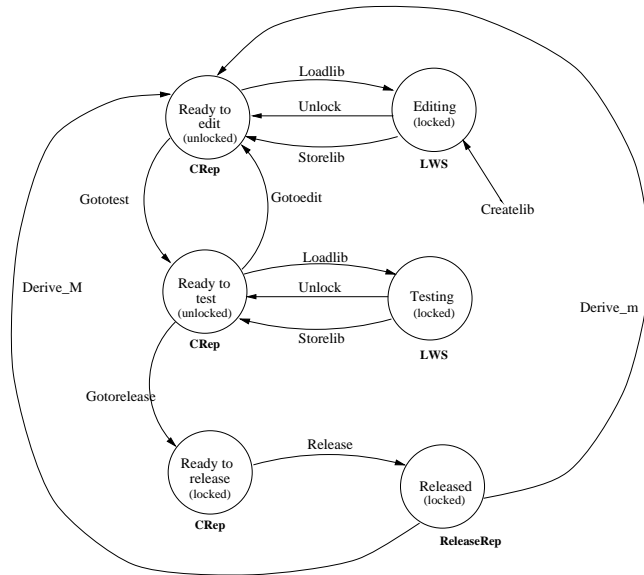 Loadlib
Ready to
edit
(unlocked)
Unlock
Editing
(locked)
Storelib
CRep
LWS
Gototest
Gotoedit
Createlib
Loadlib
Ready to
test
(unlocked)
Unlock
Testing
(locked)
Derive_M
Derive_m
Storelib
CRep
LWS
Gotorelease
Release
Ready to
release
(locked)
Released
(locked)
CRep
ReleaseRep